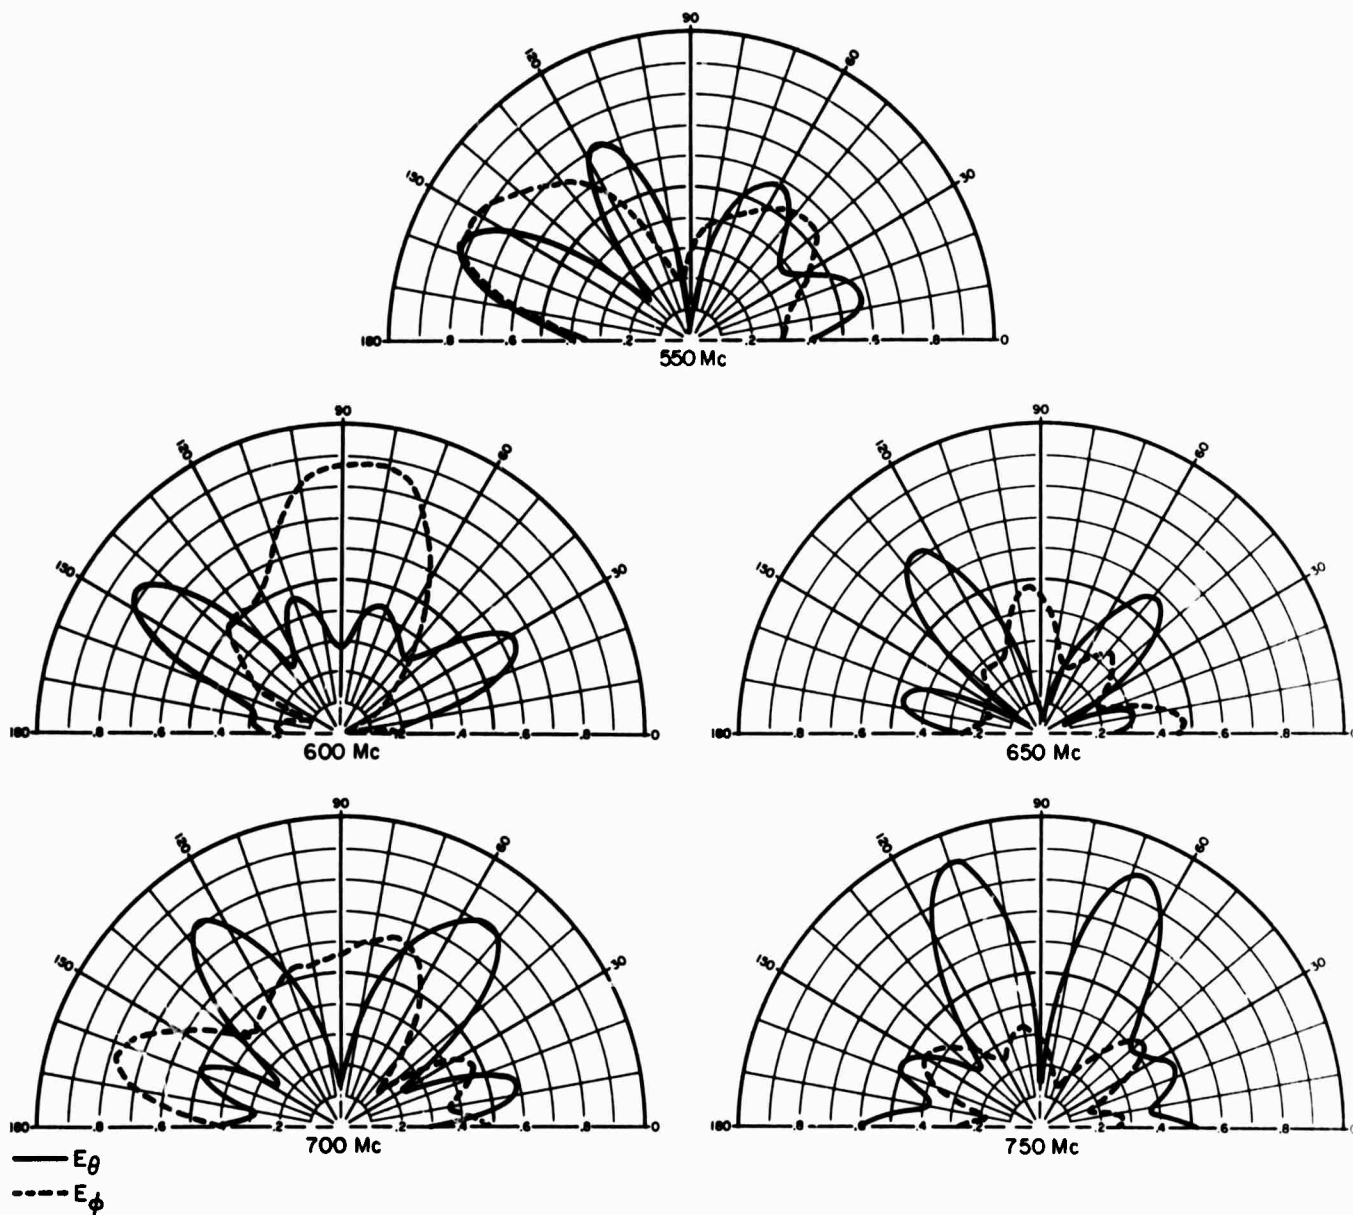 90
120 60
150 30
180 .8 .6 .4 .2 .2 .4 .6 .8 0
550 Mc
90 90
120 60 120 60
150 30 150 30
180 .8 .6 .4 .2 .2 .4 .6 .8 0 180 .8 .6 .4 .2 .2 .4 .6 .8
600 Mc 650 Mc
90 90
120 60 120 60
150 30 150 30
180 .8 .6 .4 .2 .2 .4 .6 .8 0 180 .8 .6 .4 .2 .2 .4 .6 .8
700 Mc 750 Mc
Eθ
Eϕ